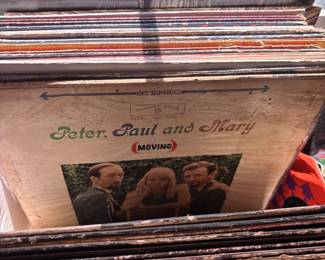 STEREO
Peter, Paul and Mary
(MOVING)